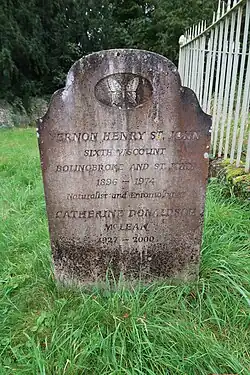 VERNON HENRY ST. JOHN
SIXTH VISCOUNT
BOLINGBROKE AND ST. JOHN
1896 – 1974
Naturalist and Entomologist
CATHERINE DONALDSON
McLEAN
1927 – 2000